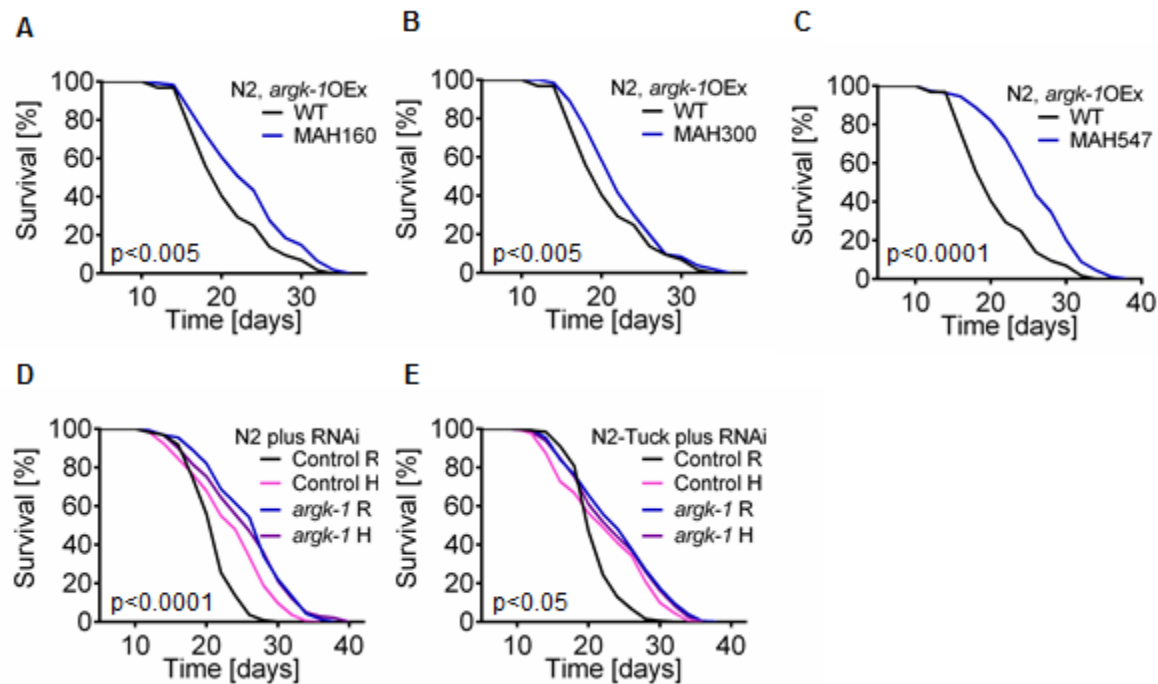 A
N2, argk-1OEx
WT
MAH160
100
80
60
40
20
0
Survival [%]
p<0.005
10 20 30
Time [days]
B
N2, argk-1OEx
WT
MAH300
100
80
60
40
20
0
Survival [%]
p<0.005
10 20 30
Time [days]
C
N2, argk-1OEx
WT
MAH547
100
80
60
40
20
0
Survival [%]
p<0.0001
10 20 30 40
Time [days]
D
N2 plus RNAi
Control R
Control H
argk-1 R
argk-1 H
100
80
60
40
20
0
Survival [%]
p<0.0001
10 20 30 40
Time [days]
E
N2-Tuck plus RNAi
Control R
Control H
argk-1 R
argk-1 H
100
80
60
40
20
0
Survival [%]
p<0.05
10 20 30 40
Time [days]